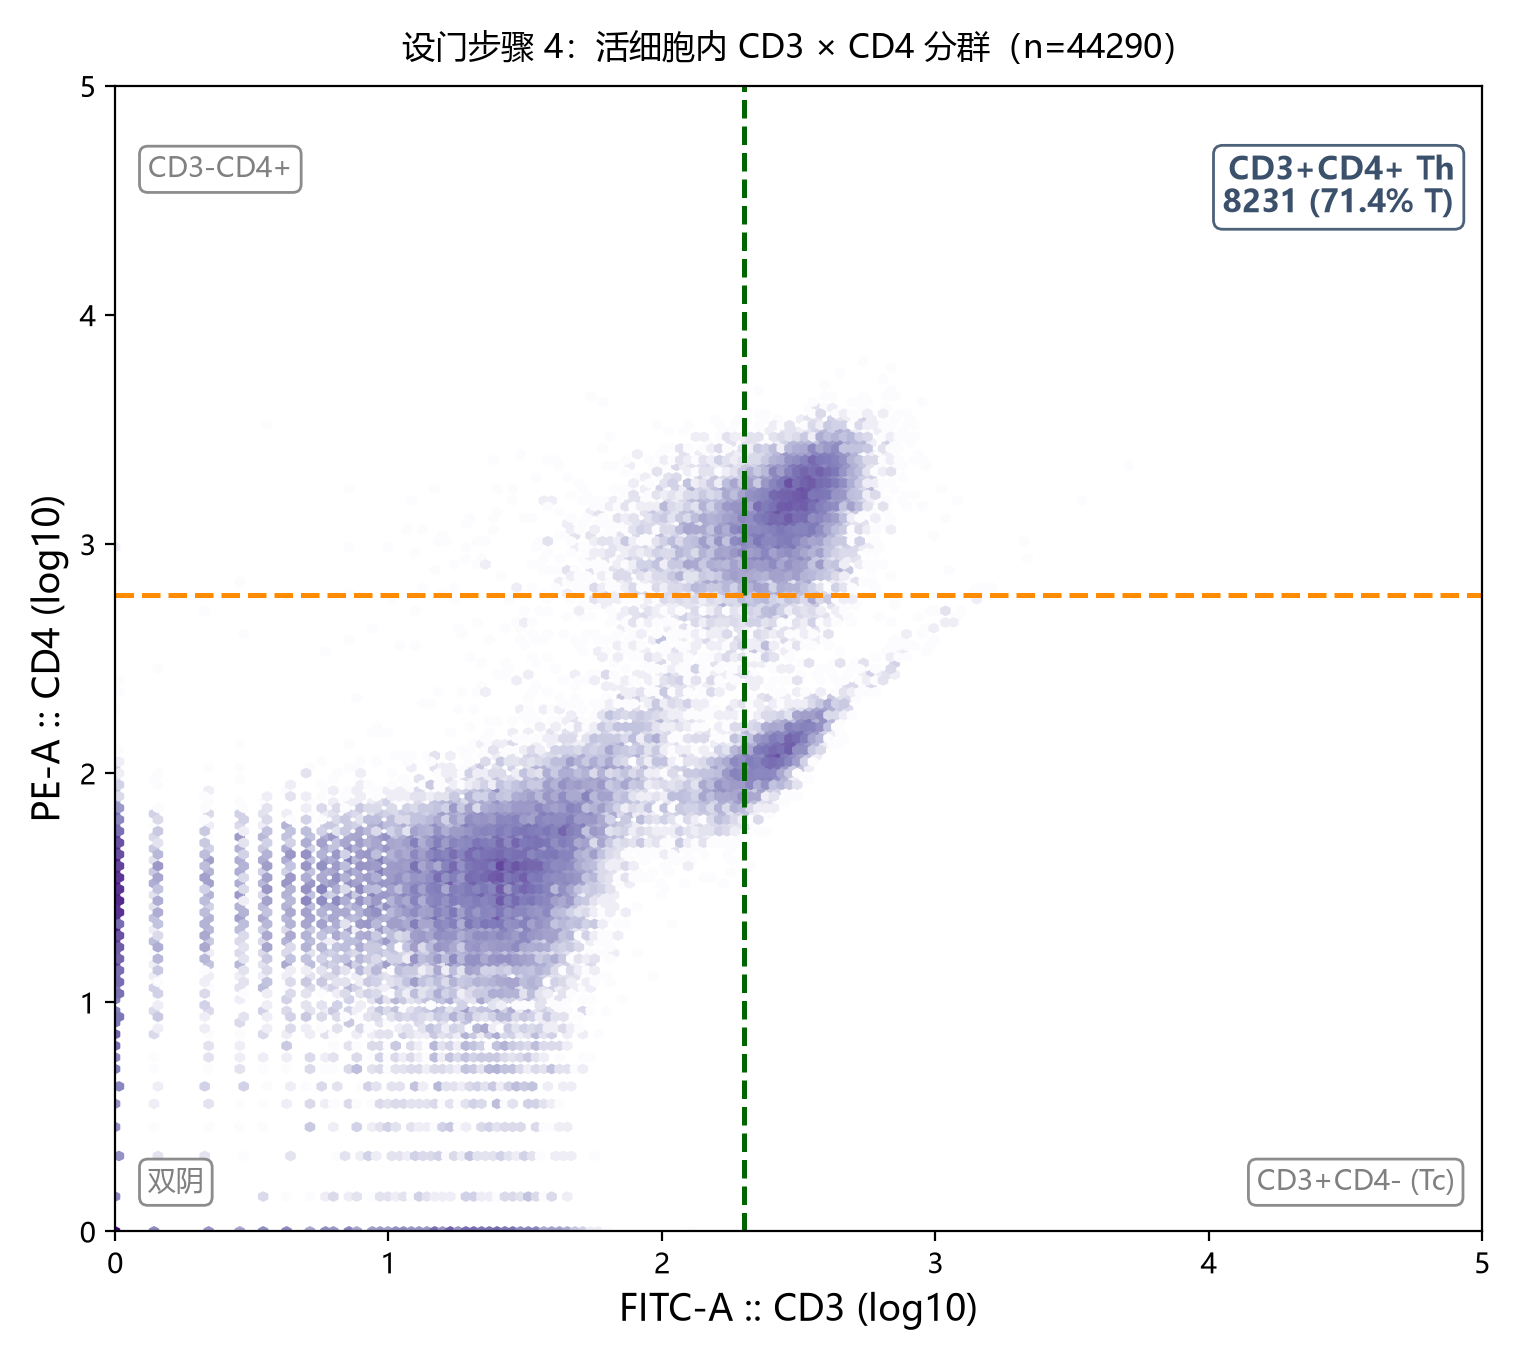 设门步骤 4：活细胞内 CD3 × CD4 分群（n=44290）
5
4
3
2
1
0
PE-A :: CD4 (log10)
CD3-CD4+
CD3+CD4+ Th
8231 (71.4% T)
双阴
CD3+CD4- (Tc)
0 1 2 3 4 5
FITC-A :: CD3 (log10)